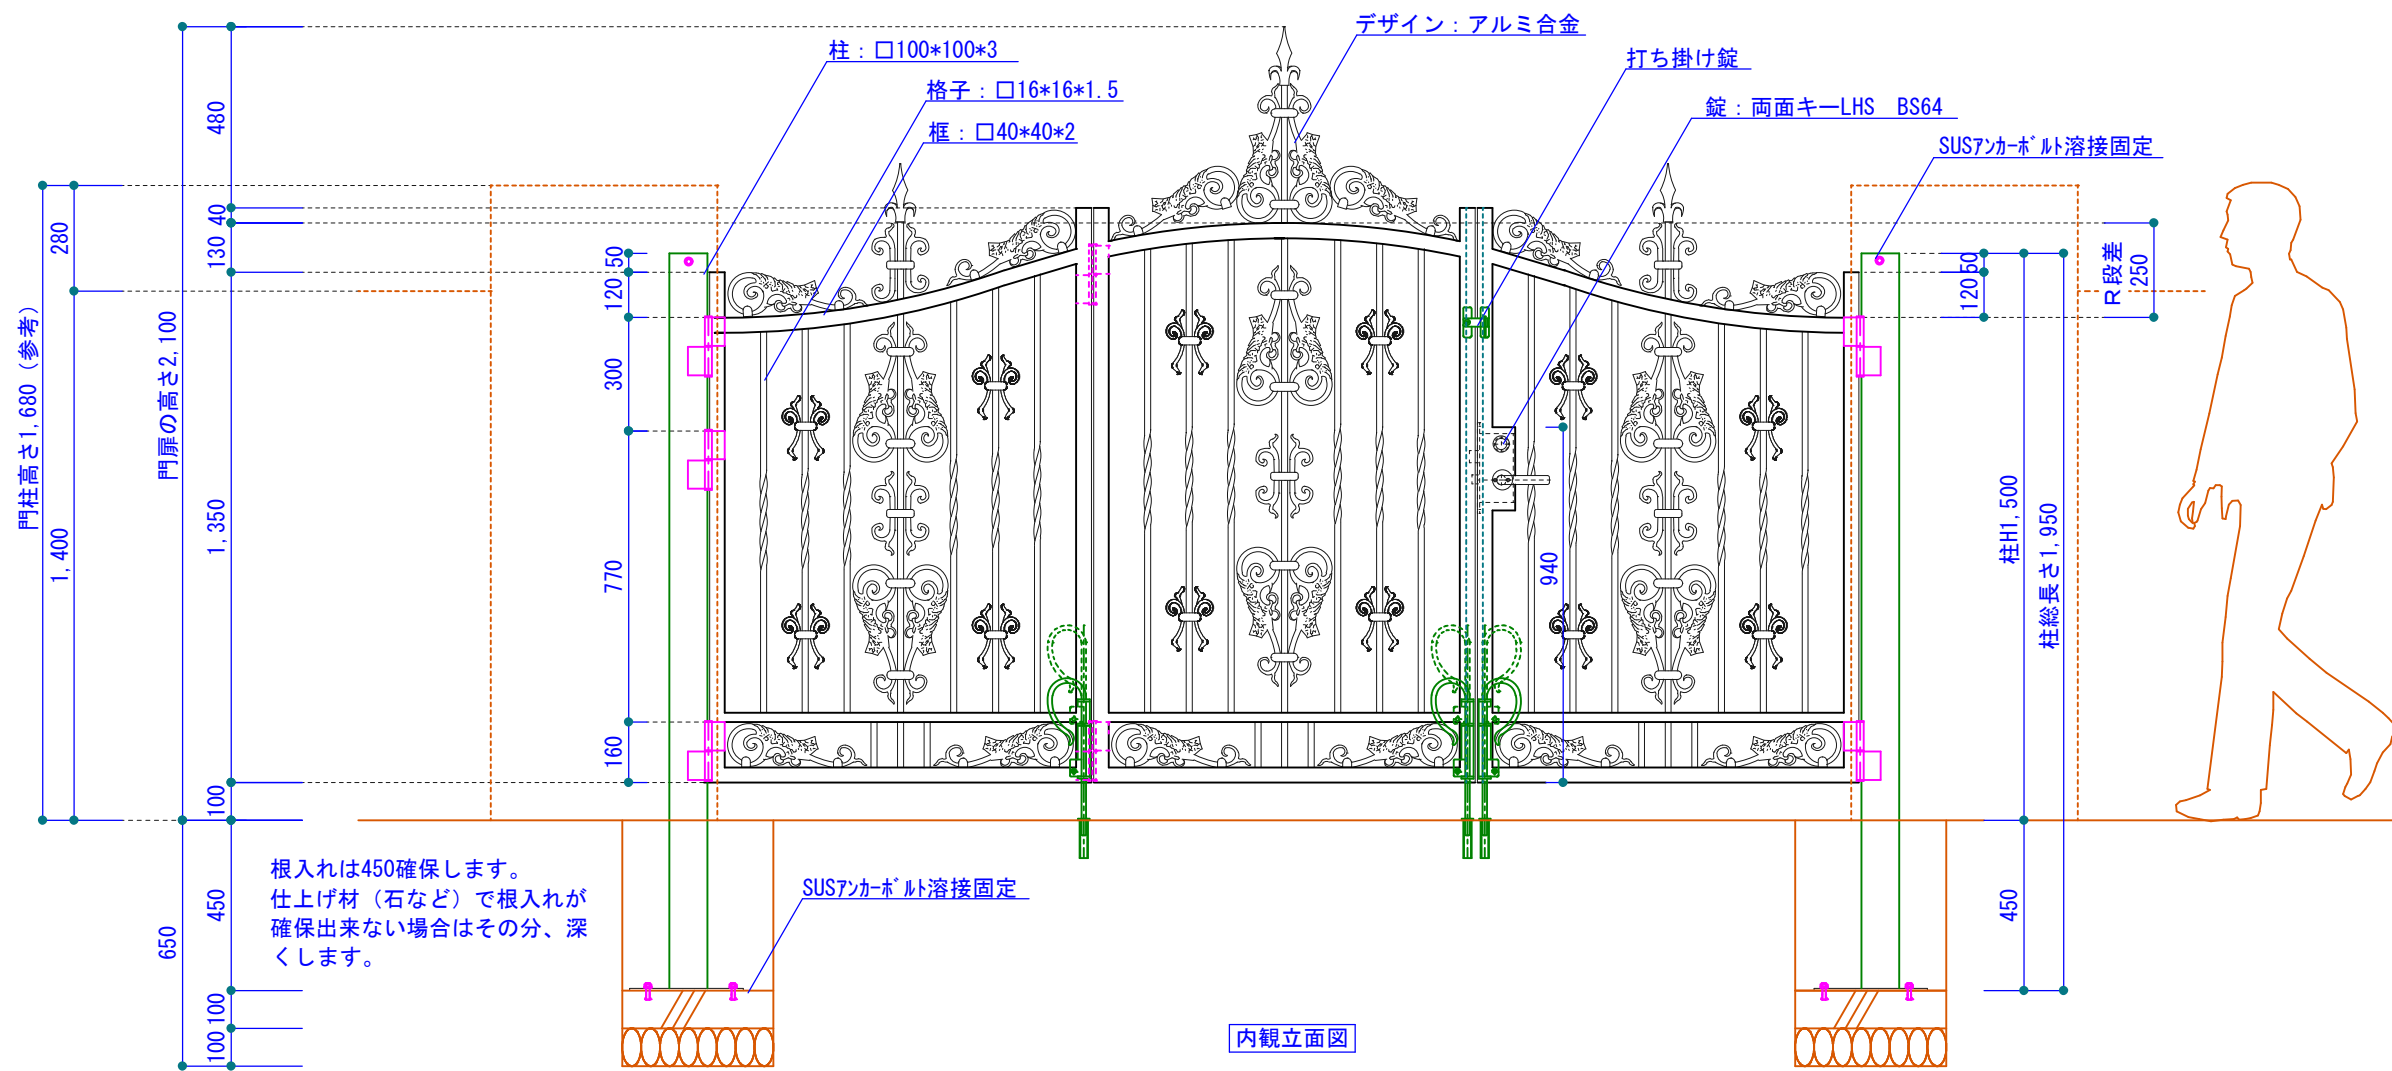 デザイン：アルミ合金
柱：□100*100*3
打ち掛け錠
格子：□16*16*1.5
錠：両面キーLHS　BS64
框：□40*40*2
SUSｱﾝｶｰﾎﾞﾙﾄ溶接固定
480
40
130
280
50
120
300
770
160
門柱高さ1,680（参考）
1,400
門扉の高さ2,100
1,350
100
450
650
100
100
940
50
120
R段差
250
柱H1,500
柱総長さ1,950
450
根入れは450確保します。
仕上げ材（石など）で根入れが
確保出来ない場合はその分、深
くします。
SUSｱﾝｶｰﾎﾞﾙﾄ溶接固定
内観立面図